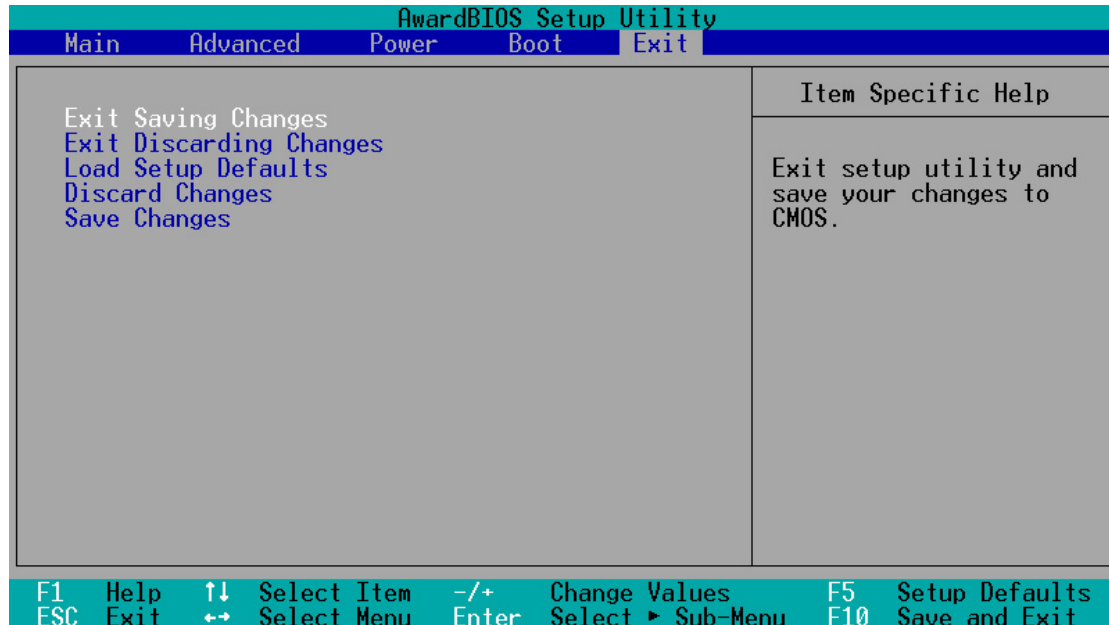 AwardBIOS Setup Utility
Main Advanced Power Boot Exit
Item Specific Help
Exit Saving Changes
Exit Discarding Changes
Load Setup Defaults
Discard Changes
Save Changes
Exit setup utility and
save your changes to
CMOS.
F1 Help ↑↓ Select Item -/+ Change Values F5 Setup Defaults
ESC Exit ←→ Select Menu Enter Select ► Sub-Menu F10 Save and Exit